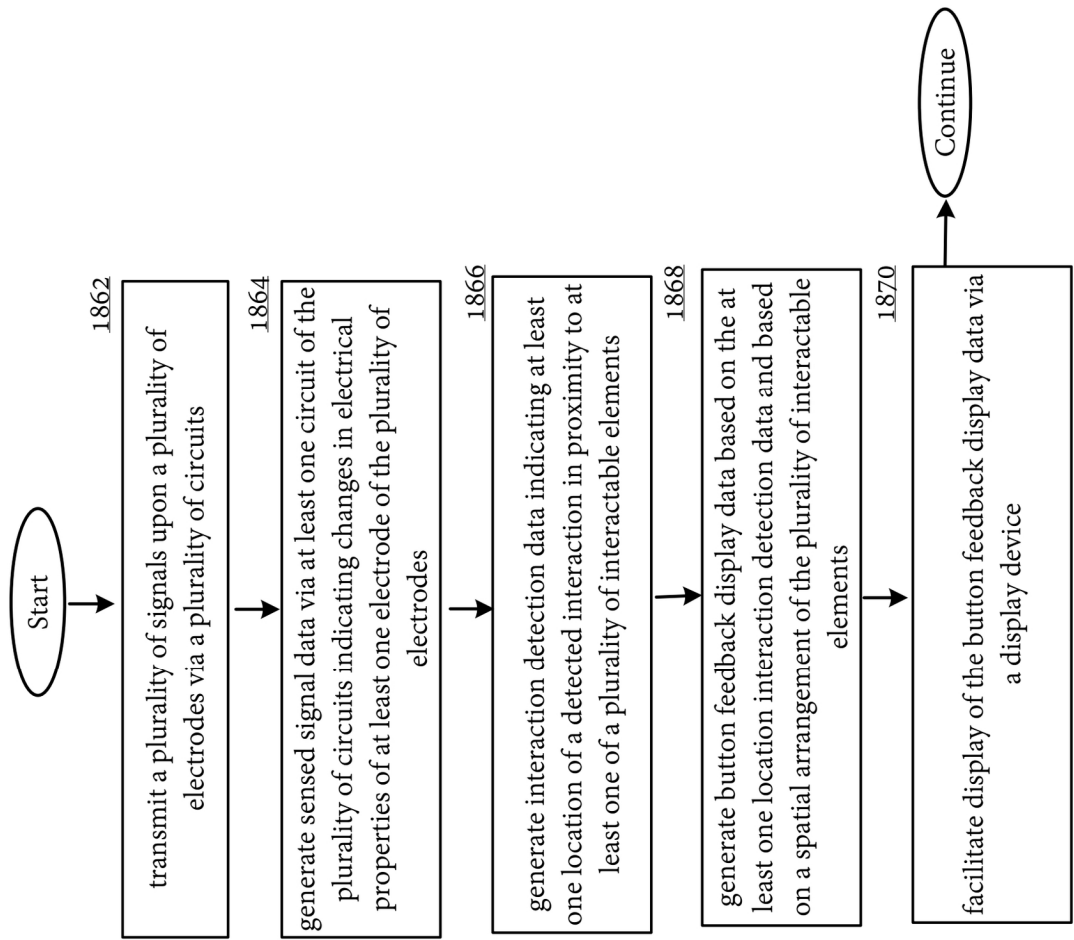 Start
1862
transmit a plurality of signals upon a plurality of
electrodes via a plurality of circuits
1864
generate sensed signal data via at least one circuit of the
plurality of circuits indicating changes in electrical
properties of at least one electrode of the plurality of
electrodes
1866
generate interaction detection data indicating at least
one location of a detected interaction in proximity to at
least one of a plurality of interactable elements
1868
generate button feedback display data based on the at
least one location interaction detection data and based
on a spatial arrangement of the plurality of interactable
elements
1870
facilitate display of the button feedback display data via
a display device
Continue